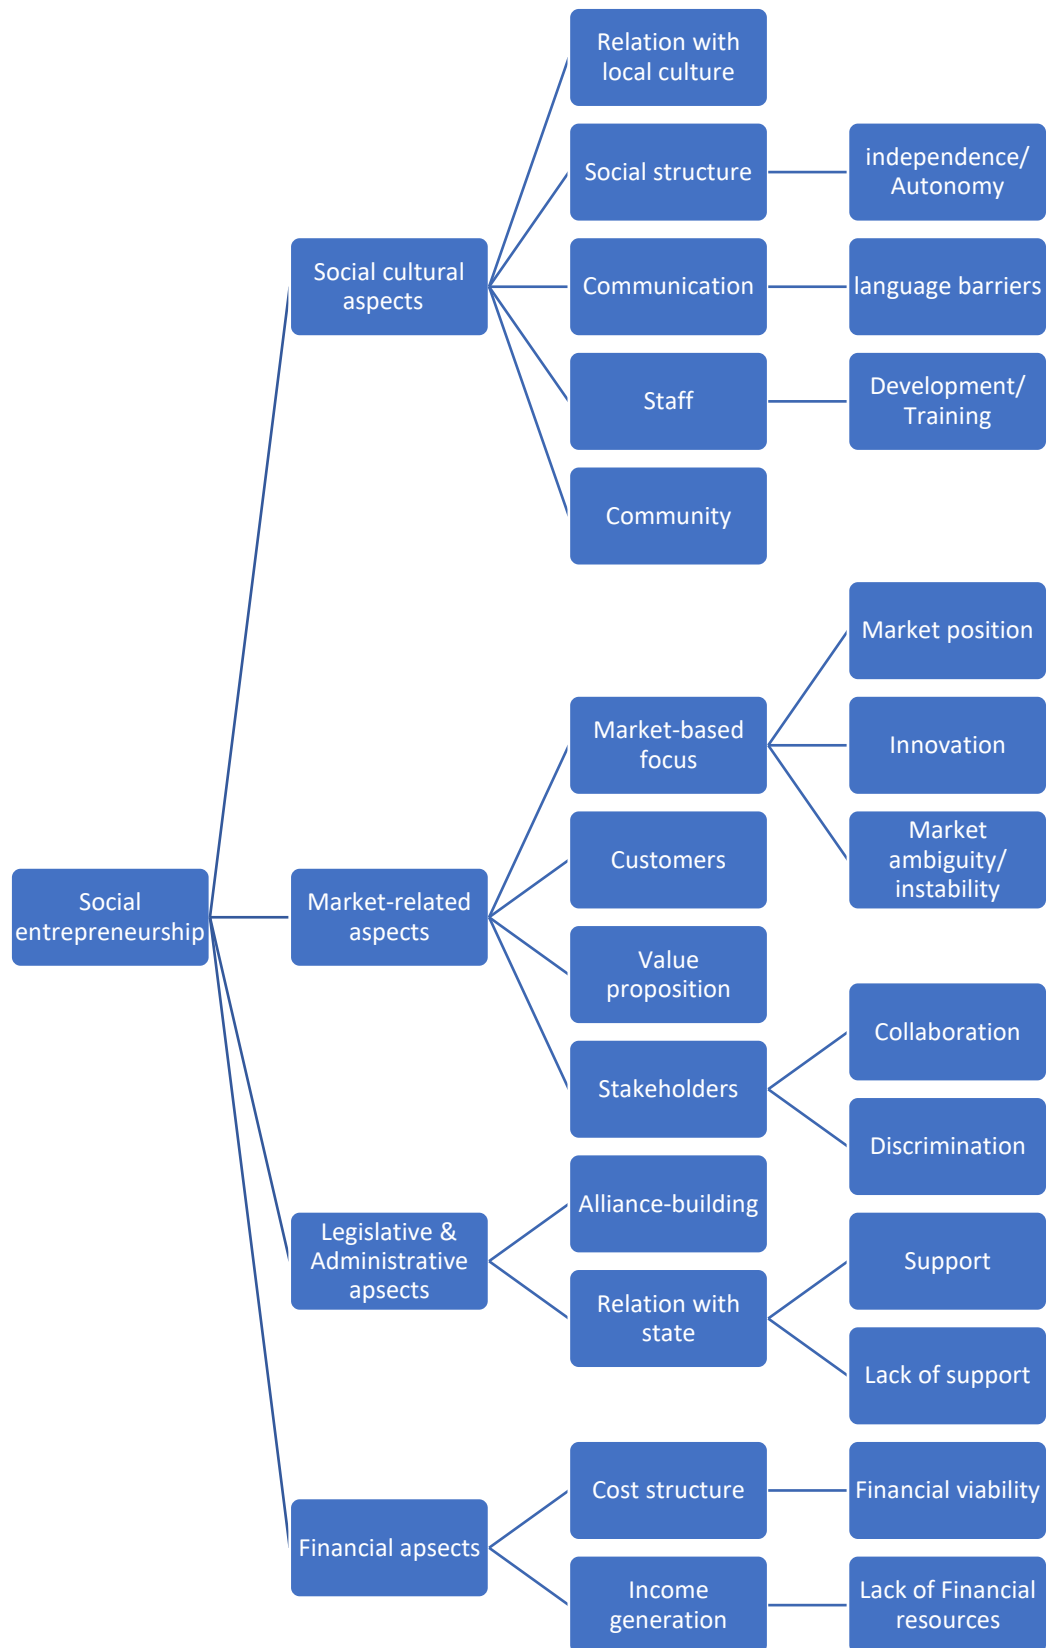 Relation with
local culture
Social structure
independence/
Autonomy
Social cultural
aspects
Communication
language barriers
Staff
Development/
Training
Community
Market position
Market-based
focus
Innovation
Market
ambiguity/
instability
Customers
Social
entrepreneurship
Market-related
aspects
Value
proposition
Collaboration
Stakeholders
Discrimination
Alliance-building
Legislative &
Administrative
apsects
Support
Relation with
state
Lack of support
Cost structure
Financial viability
Financial apsects
Income
generation
Lack of Financial
resources